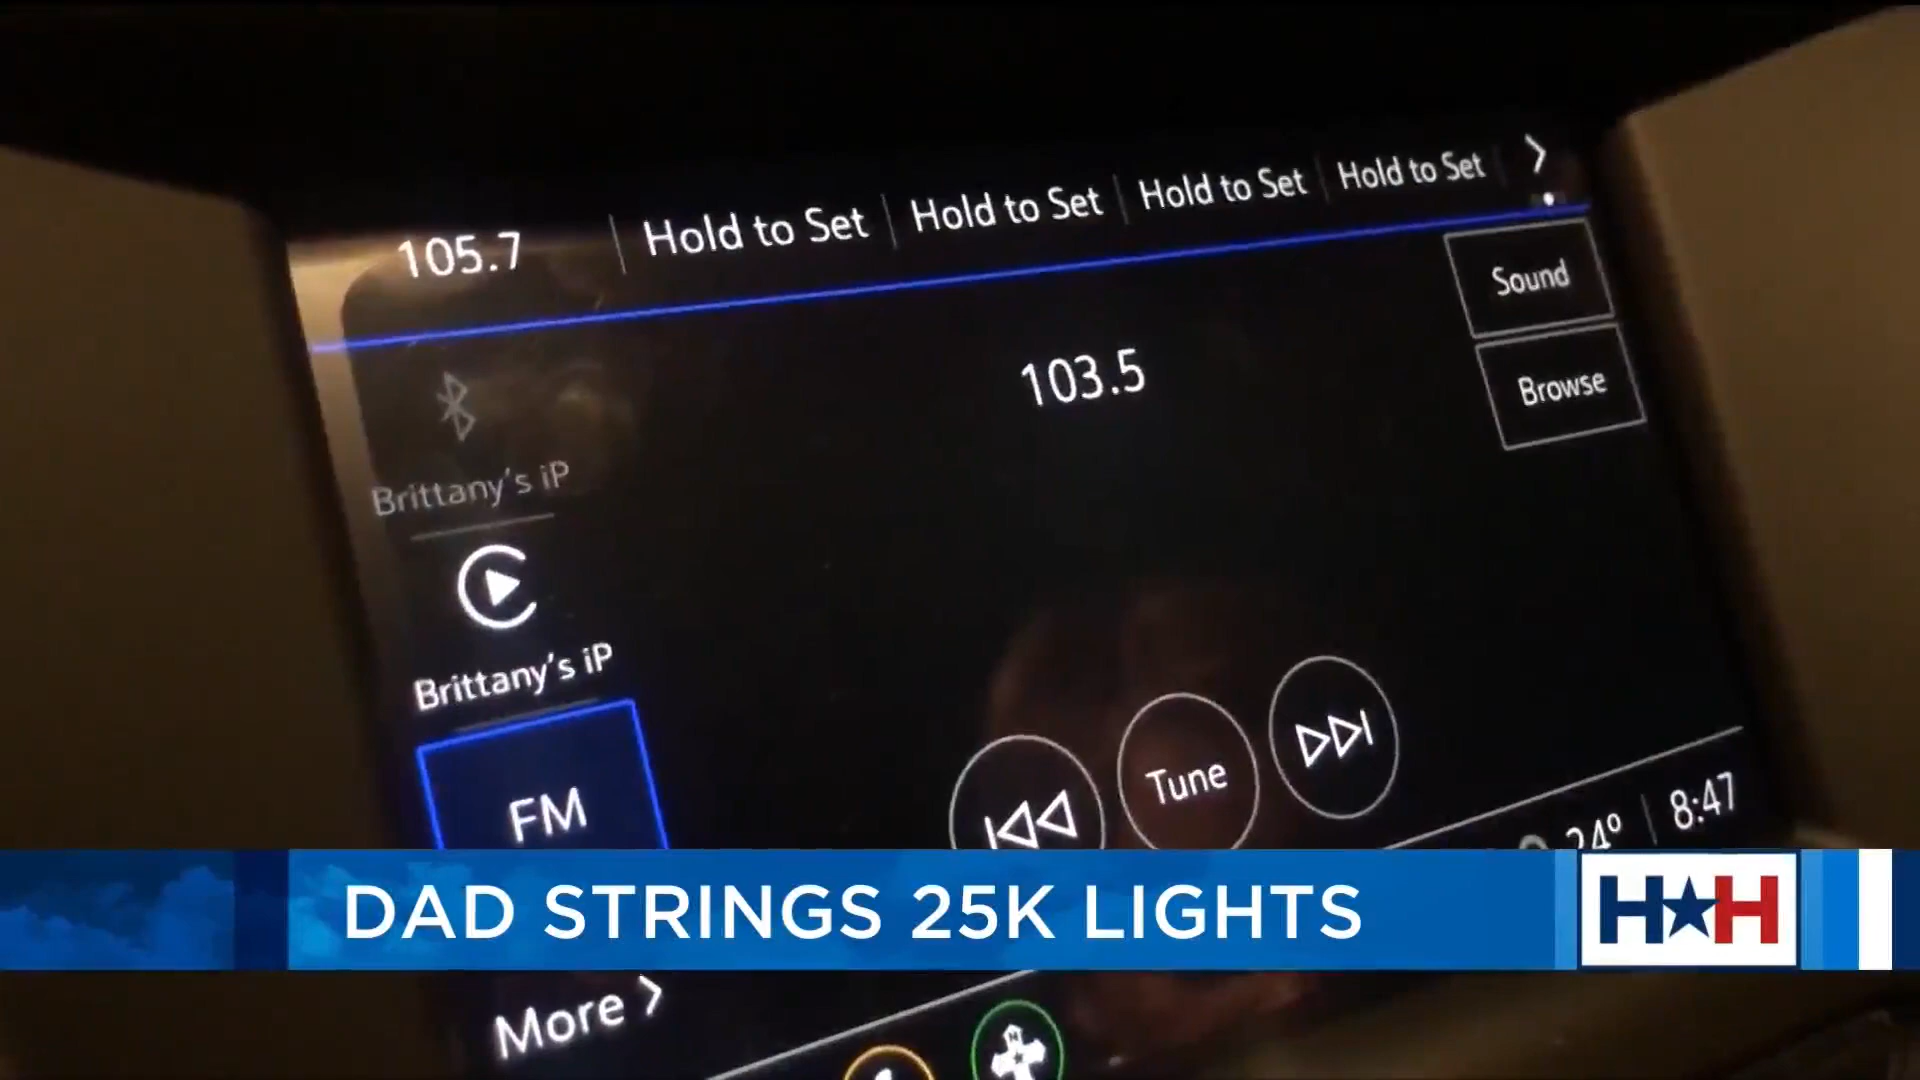 105.7 Hold to Set Hold to Set Hold to Set Hold to Set
Sound
103.5
Browse
Brittany's iP
Brittany's iP
FM
Tune
24° 8:47
DAD STRINGS 25K LIGHTS
H★H
More >